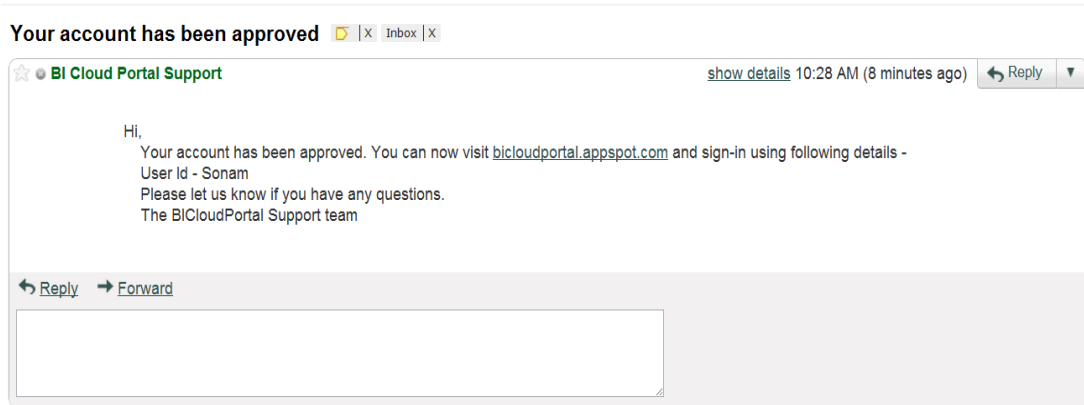 Your account has been approved X Inbox X
BI Cloud Portal Support show details 10:28 AM (8 minutes ago) Reply
Hi,
Your account has been approved. You can now visit bicloudportal.appspot.com and sign-in using following details -
User Id - Sonam
Please let us know if you have any questions.
The BICloudPortal Support team
Reply Forward